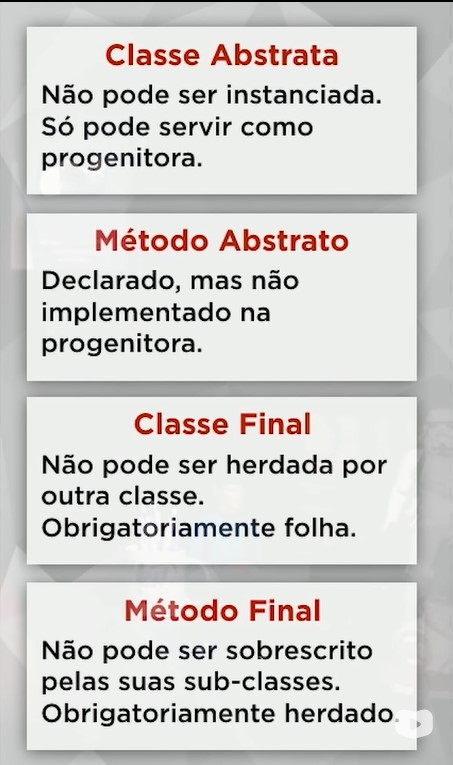 Classe Abstrata
Não pode ser instanciada.
Só pode servir como
progenitora.
Método Abstrato
Declarado, mas não
implementado na
progenitora.
Classe Final
Não pode ser herdada por
outra classe.
Obrigatoriamente folha.
Método Final
Não pode ser sobrescrito
pelas suas sub-classes.
Obrigatoriamente herdado.